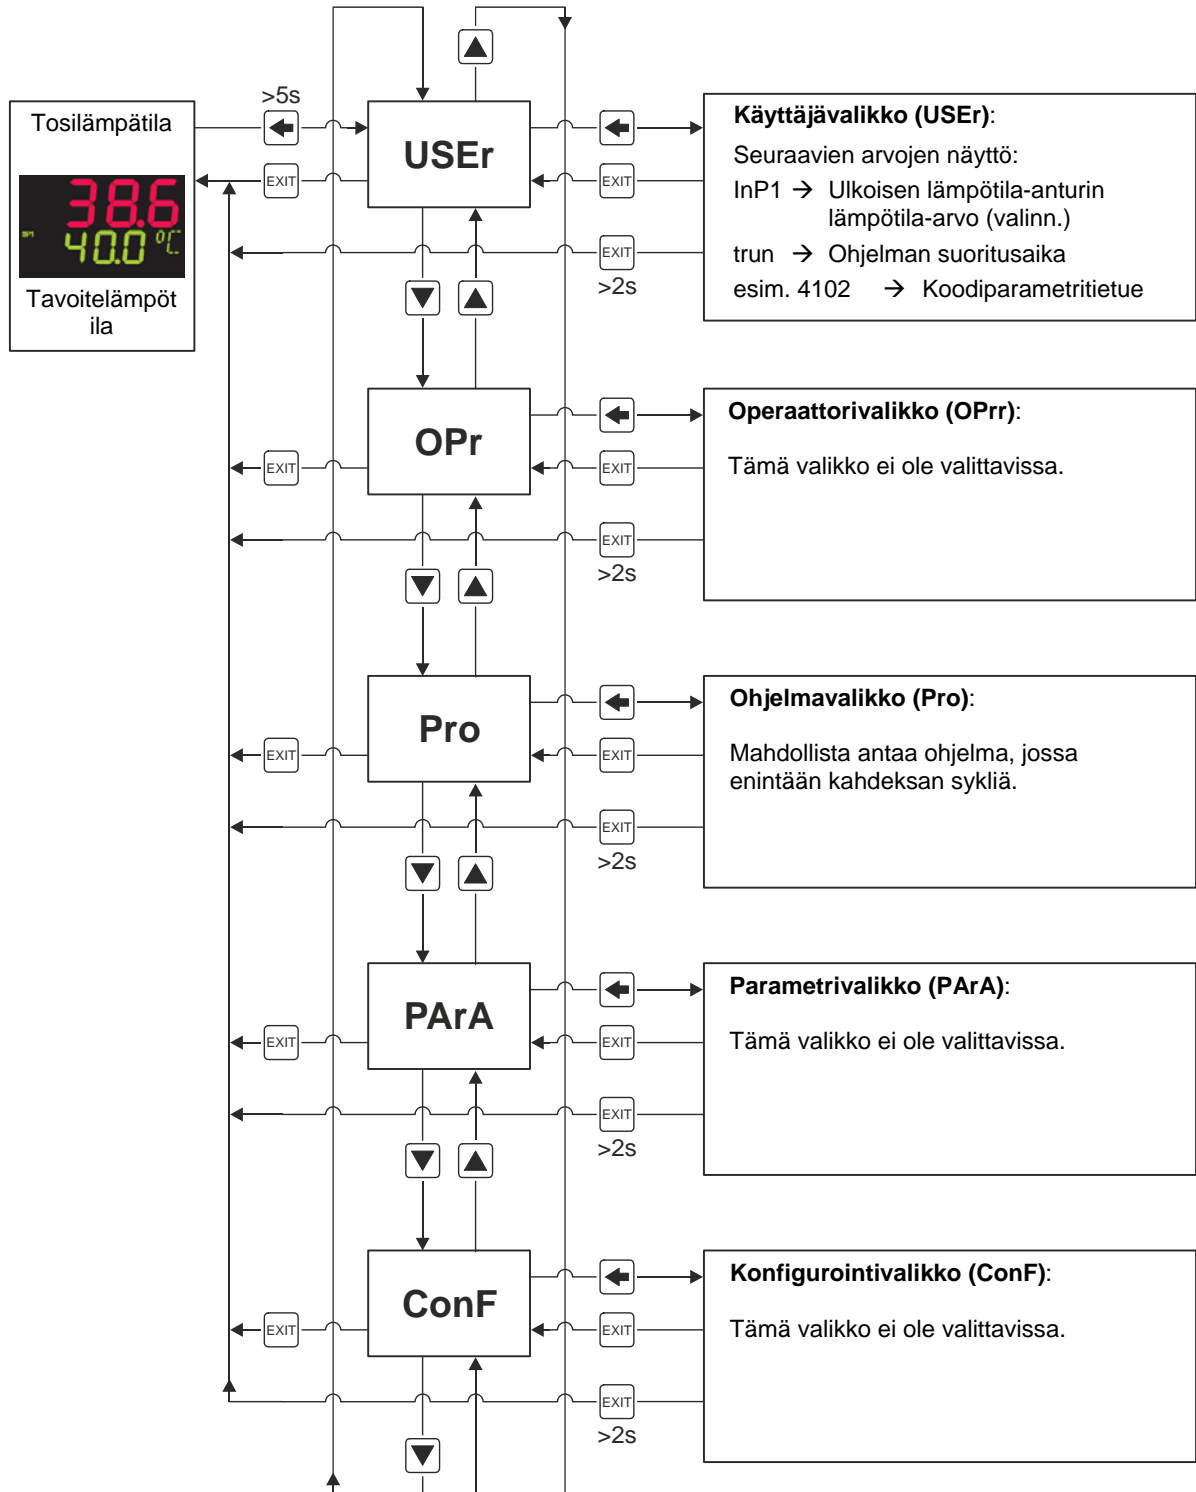 >5s
Tosilämpätila
38.6
SP1
40.0 °C
Tavoitelämpöt
ila
EXIT
USEr
EXIT
EXIT
>2s
Käyttäjävalikko (USEr):
Seuraavien arvojen näyttö:
InP1 → Ulkoisen lämpötila-anturin
lämpötila-arvo (valinn.)
trun → Ohjelman suoritusaika
esim. 4102 → Koodiparametritietue
EXIT
OPr
EXIT
EXIT
>2s
Operaattorivalikko (OPrr):
Tämä valikko ei ole valittavissa.
EXIT
Pro
EXIT
EXIT
>2s
Ohjelmavalikko (Pro):
Mahdollista antaa ohjelma, jossa
enintään kahdeksan sykliä.
EXIT
PArA
EXIT
EXIT
>2s
Parametrivalikko (PArA):
Tämä valikko ei ole valittavissa.
EXIT
ConF
EXIT
EXIT
>2s
Konfigurointivalikko (ConF):
Tämä valikko ei ole valittavissa.